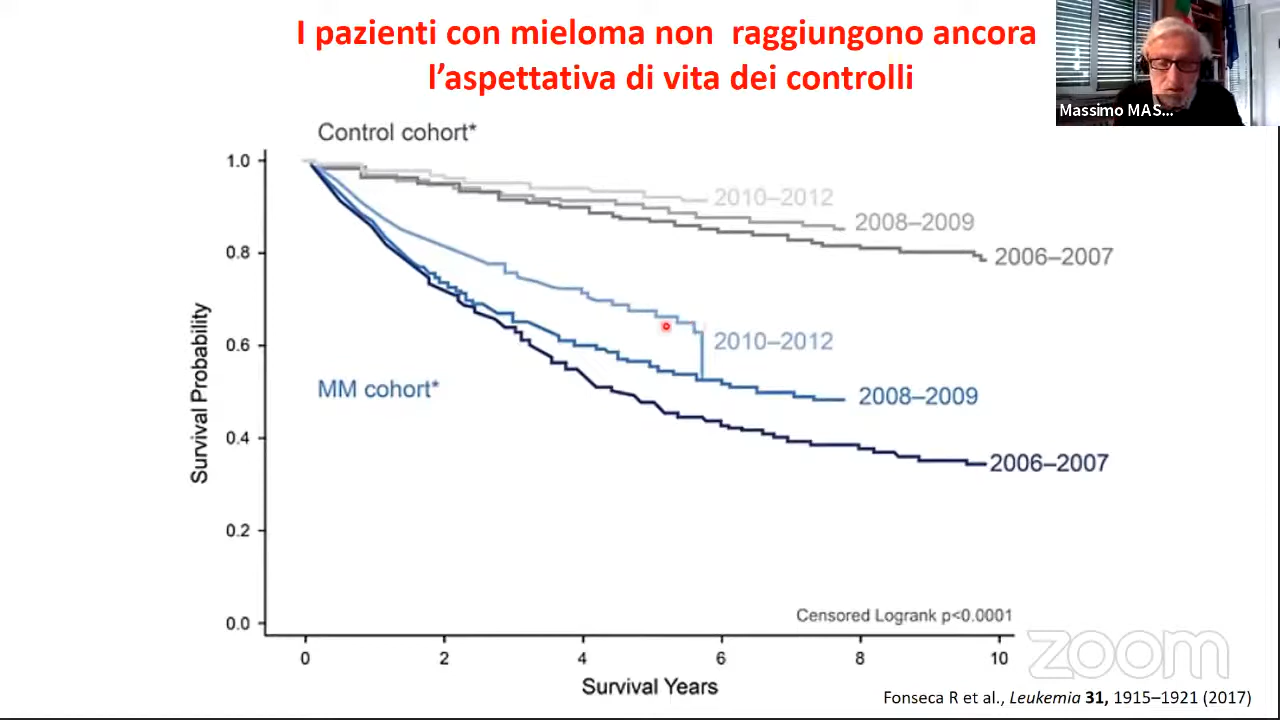 I pazienti con mieloma non raggiungono ancora
l’aspettativa di vita dei controlli
Massimo MAS...
Control cohort*
1.0
0.8
0.6
0.4
0.2
0.0
Survival Probability
2010–2012
2008–2009
2006–2007
2010–2012
MM cohort*
2008–2009
2006–2007
Censored Logrank p<0.0001
0 2 4 6 8 10
Survival Years
zoom
Fonseca R et al., Leukemia 31, 1915–1921 (2017)